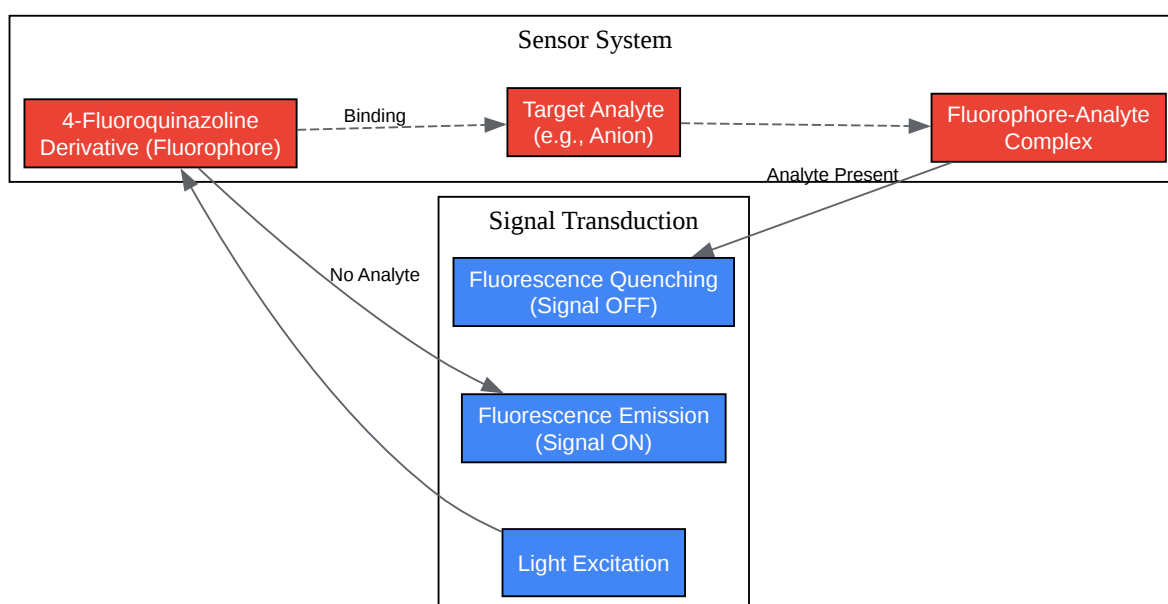 Sensor System
4-Fluoroquinazoline
Derivative (Fluorophore)
Binding
Target Analyte
(e.g., Anion)
Fluorophore-Analyte
Complex
Analyte Present
Signal Transduction
No Analyte
Fluorescence Quenching
(Signal OFF)
Fluorescence Emission
(Signal ON)
Light Excitation